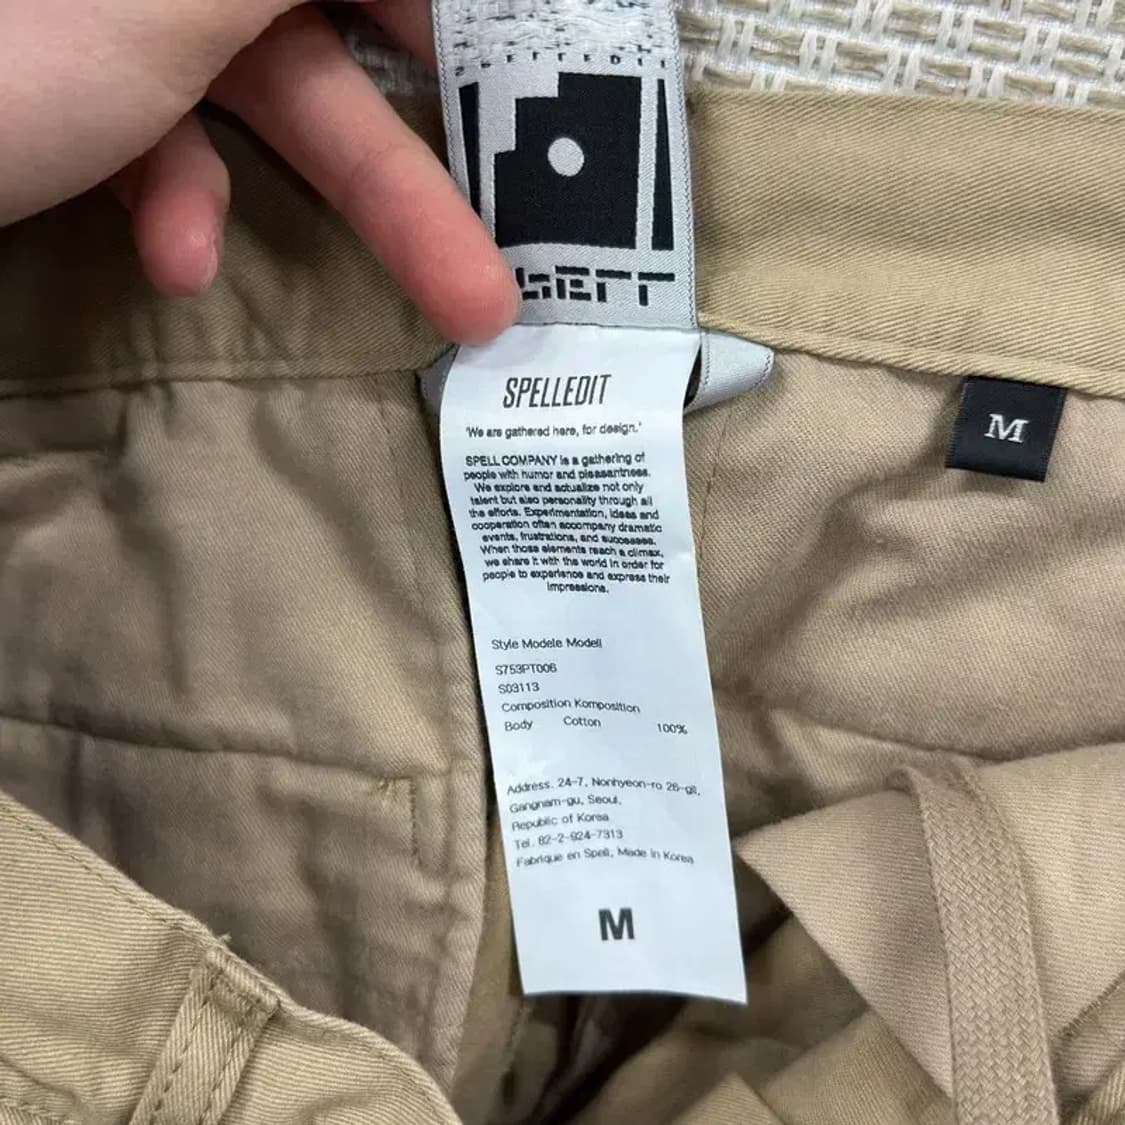 SPELLEDIT
SPELLEDIT
'We are gathered here, for design.'
SPELL COMPANY is a gathering of
people with humor and pleasantness.
We explore and actualize not only
talent but also personality through all
the efforts. Experimentation, ideas and
cooperation often accompany dramatic
events, frustrations, and successes.
When those elements reach a climax,
we share it with the world in order for
people to experience and express their
impressions.
M
Style Modele Modell
S753PT006
S03113
Composition Komposition
Body Cotton 100%
Address. 24-7, Nonhyeon-ro 26-gil,
Gangnam-gu, Seoul,
Republic of Korea
Tel. 82-2-924-7313
Fabrique en Spell, Made in Korea
M